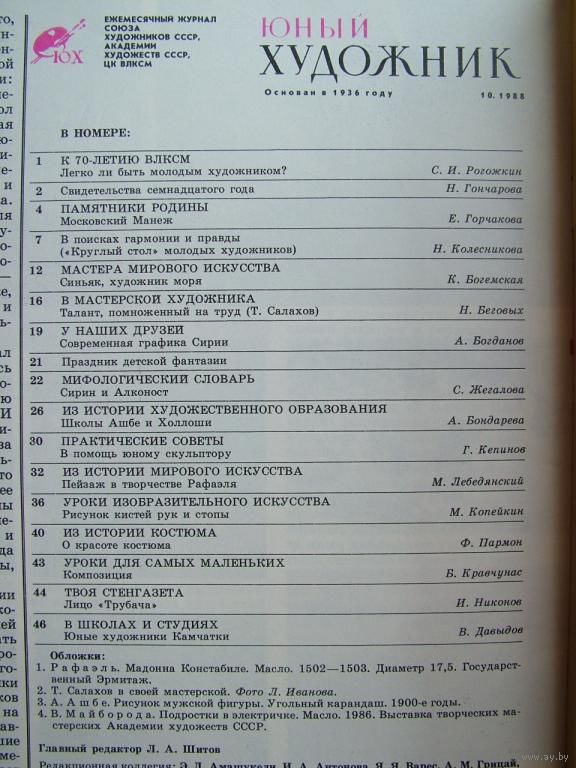 ЕЖЕМЕСЯЧНЫЙ ЖУРНАЛ
СОЮЗА
ХУДОЖНИКОВ СССР,
АКАДЕМИИ
ХУДОЖЕСТВ СССР,
ЦК ВЛКСМ
ЮХ
ЮНЫЙ
ХУДОЖНИК
Основан в 1936 году 10.1988
В НОМЕРЕ:
1 К 70-ЛЕТИЮ ВЛКСМ
Легко ли быть молодым художником? С. И. Рогожкин
2 Свидетельства семнадцатого года Н. Гончарова
4 ПАМЯТНИКИ РОДИНЫ
Московский Манеж Е. Горчакова
7 В поисках гармонии и правды
(«Круглый стол» молодых художников) Н. Колесникова
12 МАСТЕРА МИРОВОГО ИСКУССТВА
Синьяк, художник моря К. Богемская
16 В МАСТЕРСКОЙ ХУДОЖНИКА
Талант, помноженный на труд (Т. Салахов) Н. Беговых
19 У НАШИХ ДРУЗЕЙ
Современная графика Сирии А. Богданов
21 Праздник детской фантазии
22 МИФОЛОГИЧЕСКИЙ СЛОВАРЬ
Сирин и Алконост С. Жегалова
26 ИЗ ИСТОРИИ ХУДОЖЕСТВЕННОГО ОБРАЗОВАНИЯ
Школы Ашбе и Холлоши А. Бондарева
30 ПРАКТИЧЕСКИЕ СОВЕТЫ
В помощь юному скульптору Г. Кепинов
32 ИЗ ИСТОРИИ МИРОВОГО ИСКУССТВА
Пейзаж в творчестве Рафаэля М. Лебедянский
36 УРОКИ ИЗОБРАЗИТЕЛЬНОГО ИСКУССТВА
Рисунок кистей рук и стопы М. Копейкин
40 ИЗ ИСТОРИИ КОСТЮМА
О красоте костюма Ф. Пармон
43 УРОКИ ДЛЯ САМЫХ МАЛЕНЬКИХ
Композиция Б. Кравчунас
44 ТВОЯ СТЕНГАЗЕТА
Лицо «Трубача» И. Никонов
46 В ШКОЛАХ И СТУДИЯХ
Юные художники Камчатки В. Давыдов
Обложки:
1. Рафаэль. Мадонна Констабиле. Масло. 1502—1503. Диаметр 17,5. Государст-
венный Эрмитаж.
2. Т. Салахов в своей мастерской. Фото Л. Иванова.
3. А. Ашбе. Рисунок мужской фигуры. Угольный карандаш. 1900-е годы.
4. В. Майборода. Подростки в электричке. Масло. 1986. Выставка творческих ма-
стерских Академии художеств СССР.
Главный редактор Л. А. Шитов
Редакционная коллегия: Э. Д. Амашукели, И. А. Антонова, Я. Я. Варес, А. М. Грицай,
www.ay.by